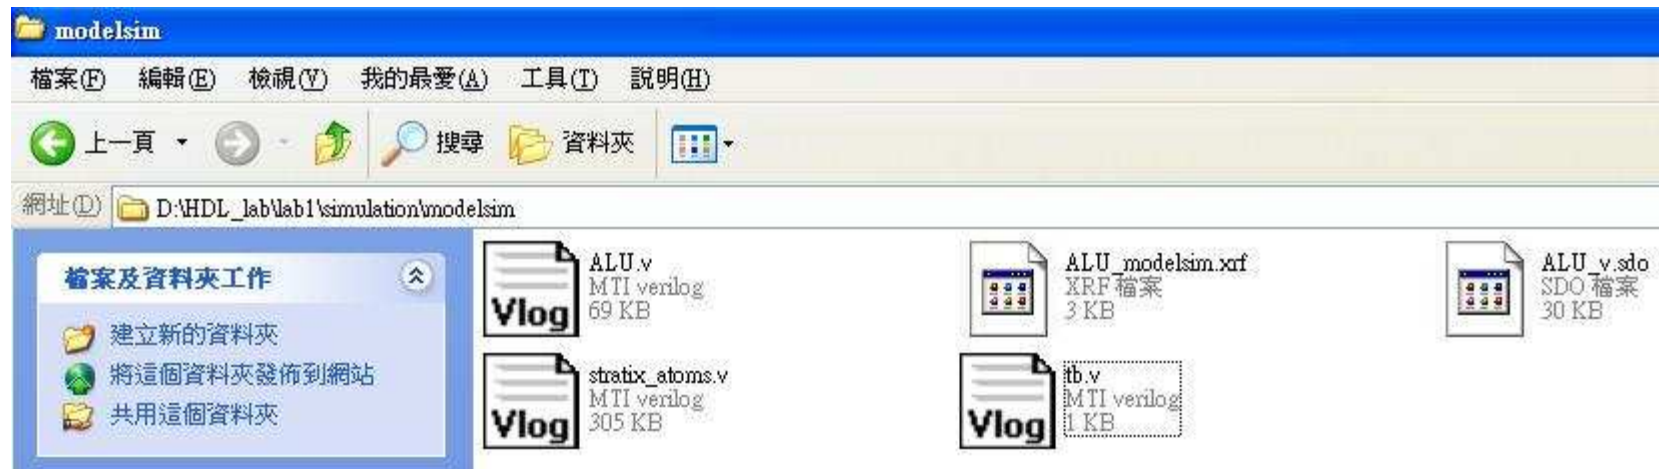 modelsim
檔案(F) 編輯(E) 檢視(V) 我的最愛(A) 工具(T) 說明(H)
上一頁 搜尋 資料夾
網址(D) D:\HDL_lab\lab1\simulation\modelsim
檔案及資料夾工作
建立新的資料夾
將這個資料夾發佈到網站
共用這個資料夾
Vlog
ALU.v
MTI verilog
69 KB
ALU_modelsim.xrf
XRF 檔案
3 KB
ALU_v.sdo
SDO 檔案
30 KB
Vlog
stratix_atoms.v
MTI verilog
305 KB
Vlog
tb.v
MTI verilog
1 KB